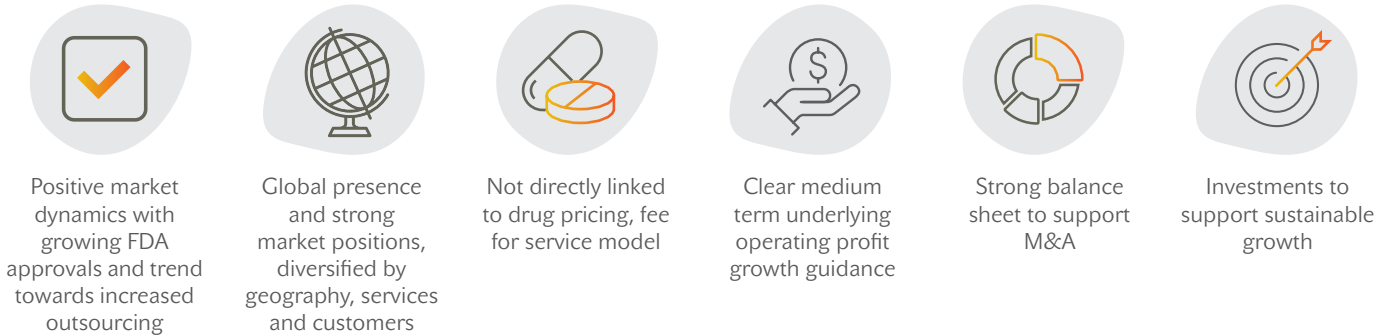 Positive market
dynamics with
growing FDA
approvals and trend
towards increased
outsourcing
Global presence
and strong
market positions,
diversified by
geography, services
and customers
Not directly linked
to drug pricing, fee
for service model
Clear medium
term underlying
operating profit
growth guidance
Strong balance
sheet to support
M&A
Investments to
support sustainable
growth